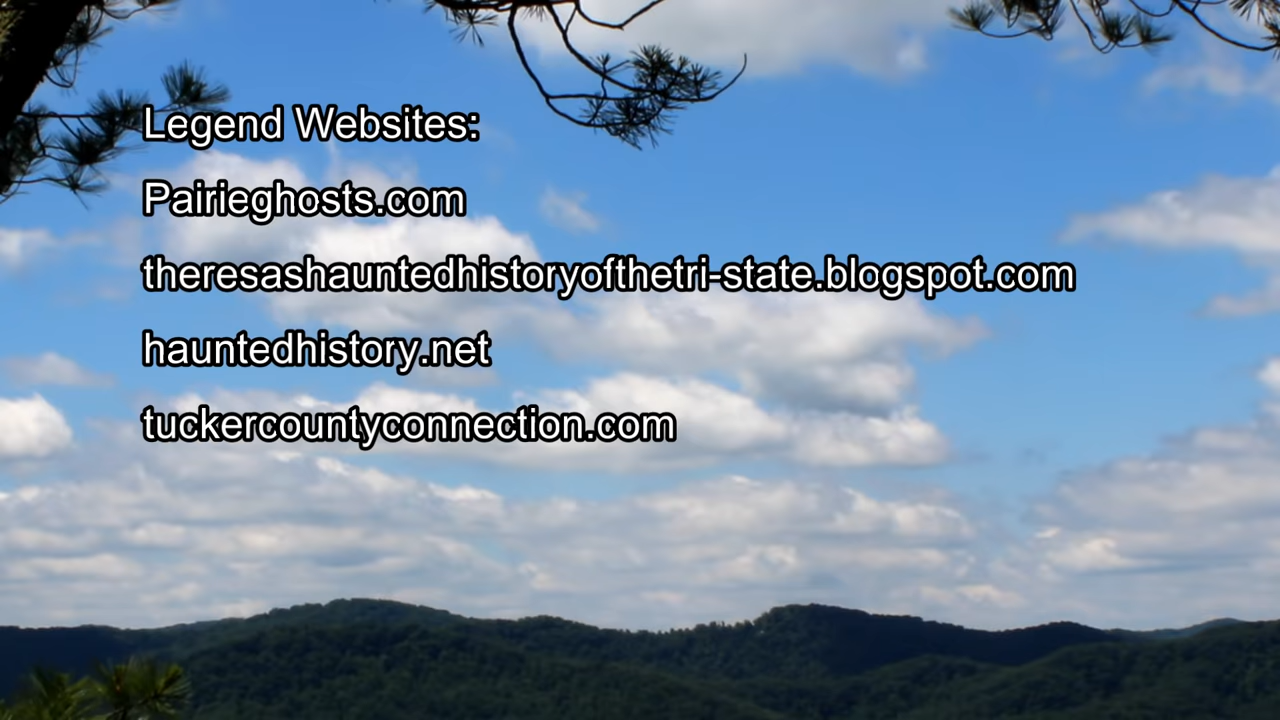 Legend Websites:
Pairieghosts.com
theresashauntedhistoryofthetri-state.blogspot.com
hauntedhistory.net
tuckercountyconnection.com